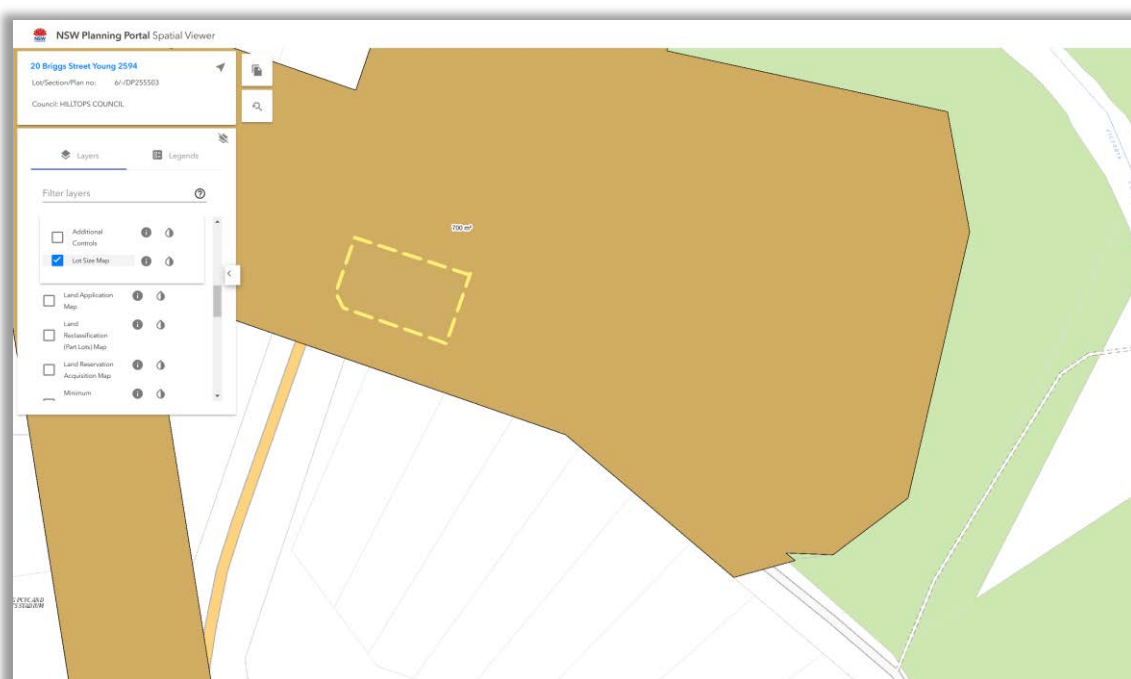 NSW
NSW Planning Portal Spatial Viewer
20 Briggs Street Young 2594
Lot/Section/Plan no: 6/-/DP255503
Council: HILLTOPS COUNCIL
Layers
Legends
Filter layers
Additional
Controls
Lot Size Map
Land Application
Map
Land
Reclassification
(Part Lots) Map
Land Reservation
Acquisition Map
Minimum
700 m²